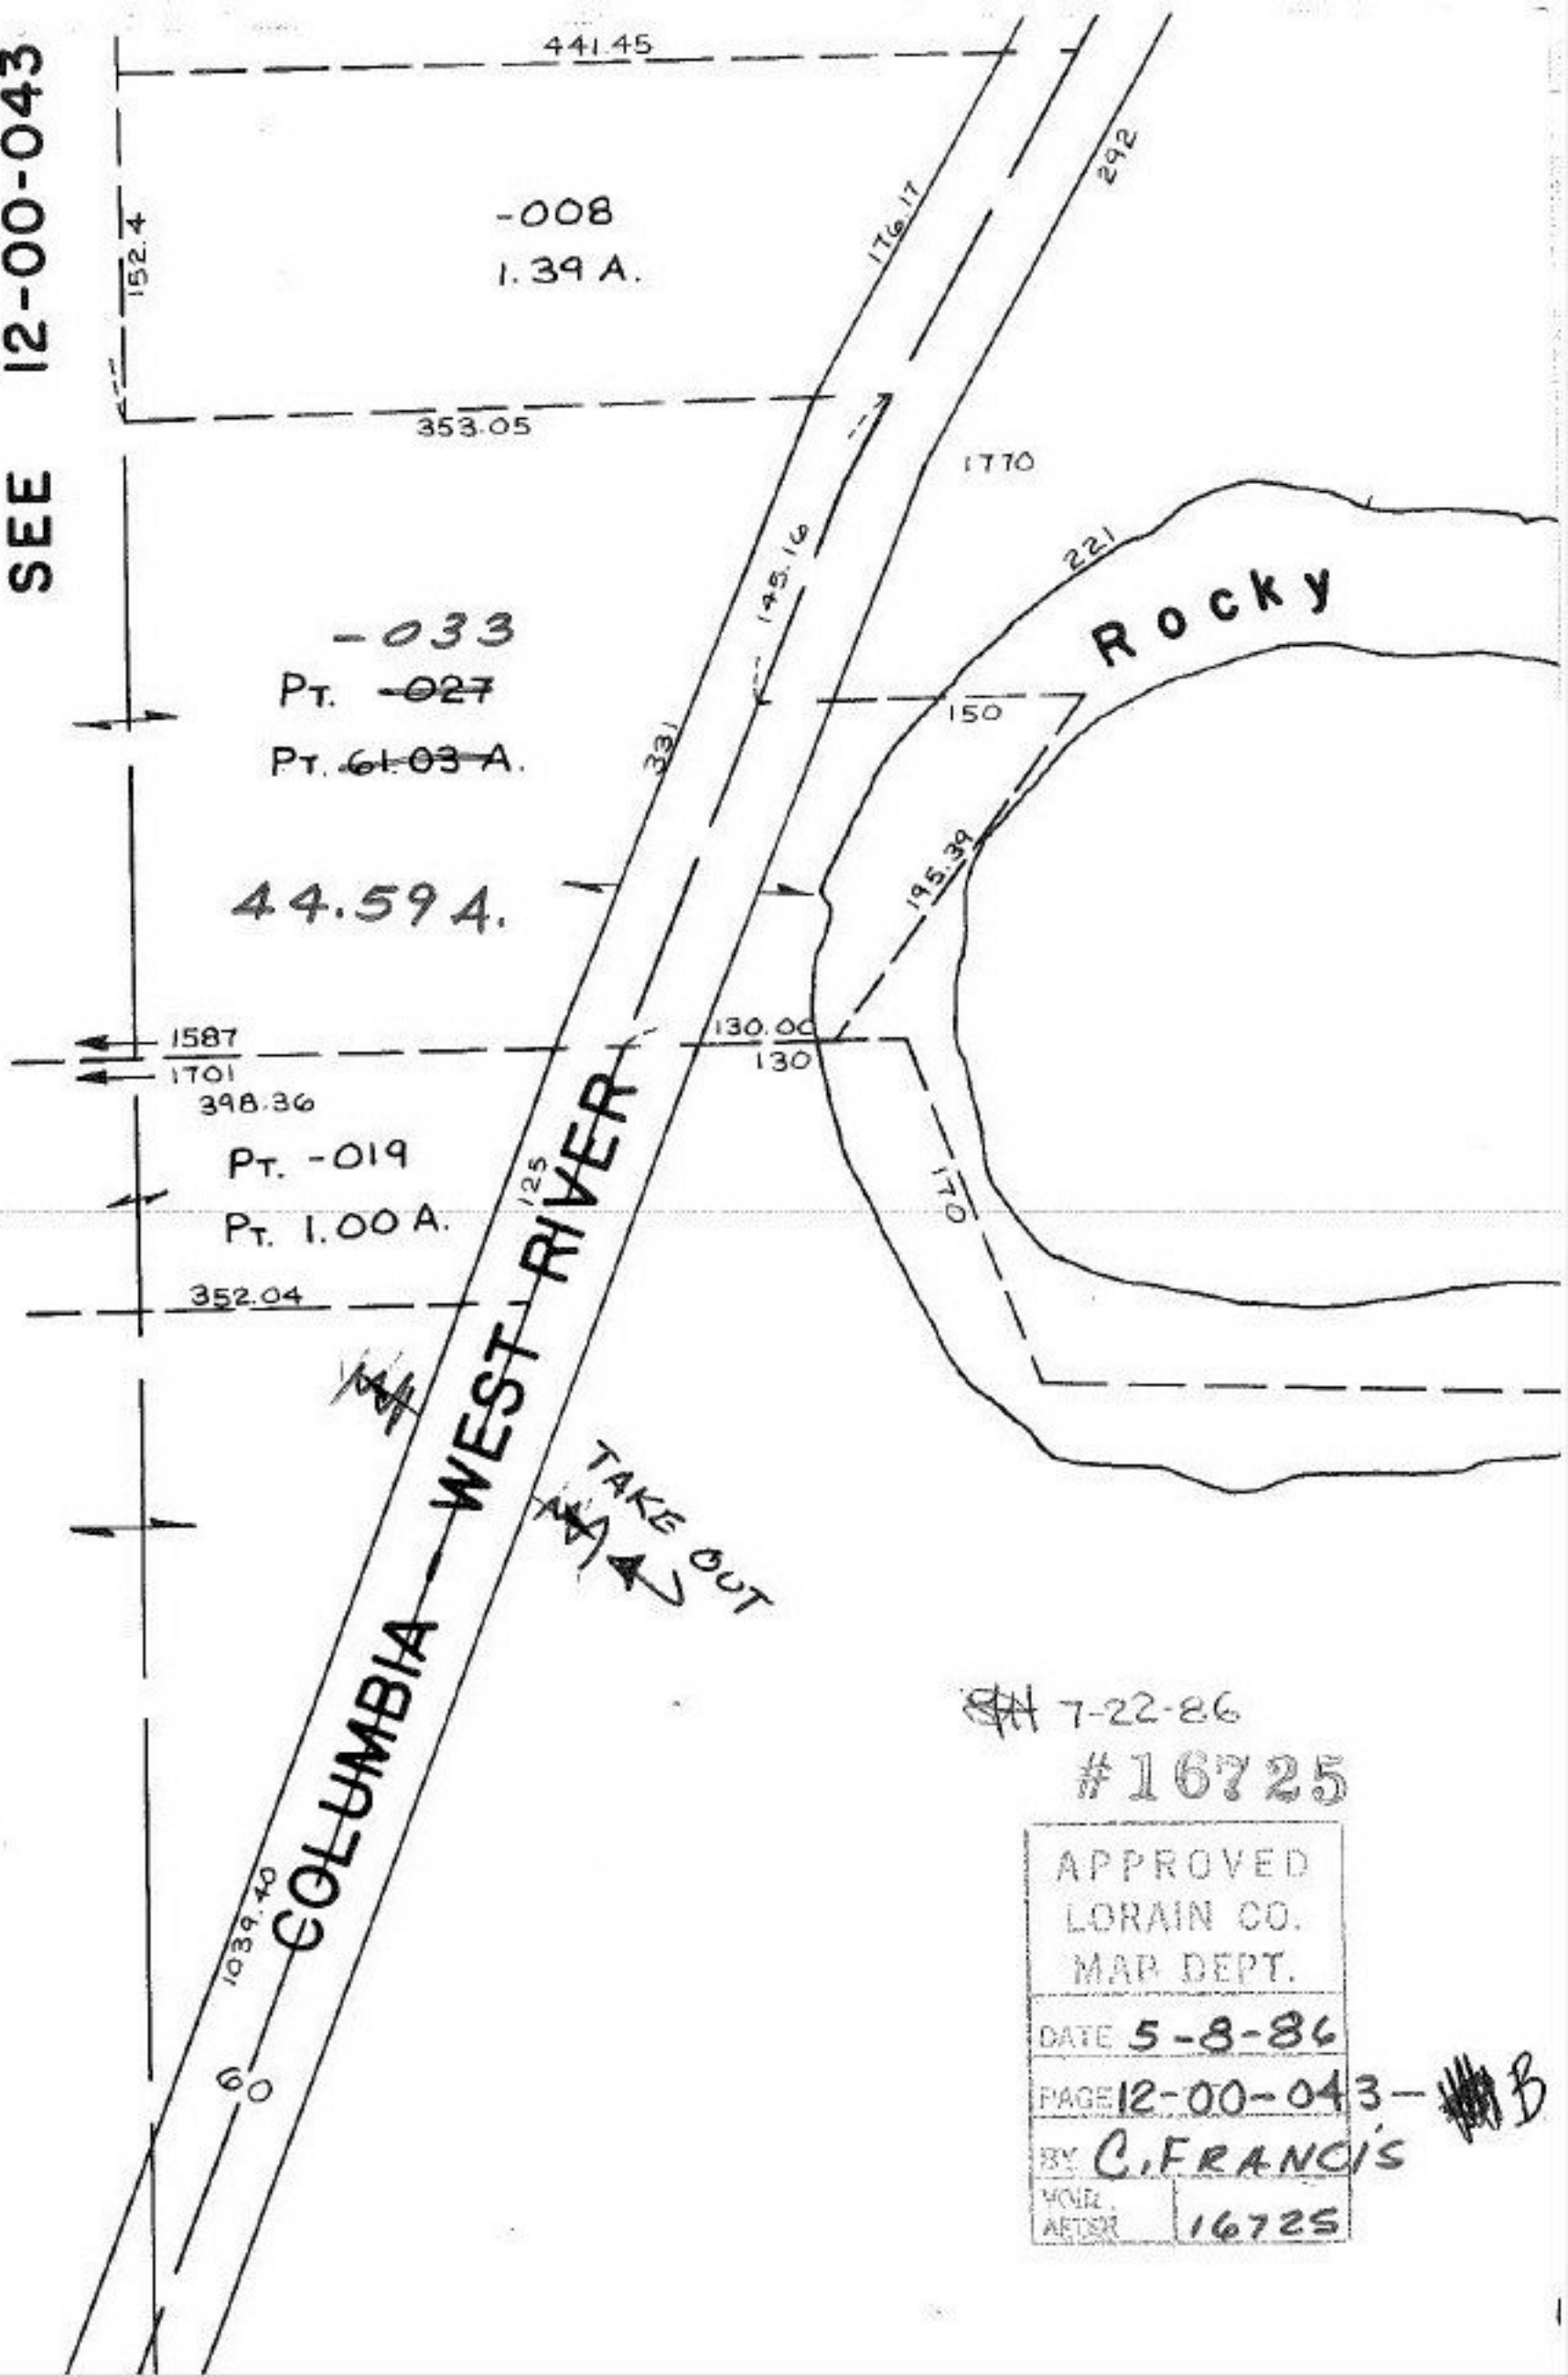 SEE 12-00-043
441.45
292
176.17
152.4
-008
1.39 A.
353.05
1770
145.16
221
Rocky
-033
PT. -027
PT. 61.03 A.
150
331
195.39
44.59 A.
1587
130.00
1701
130
398.36
PT. -019
125
170
PT. 1.00 A.
352.04
COLUMBIA - WEST RIVER
TAKE OUT
7-22-86
#16725
APPROVED
LORAIN CO.
MAP DEPT.
1039.40
DATE 5-8-86
60
PAGE 12-00-043- B
BY C. FRANCIS
VOID
AFTER 16725